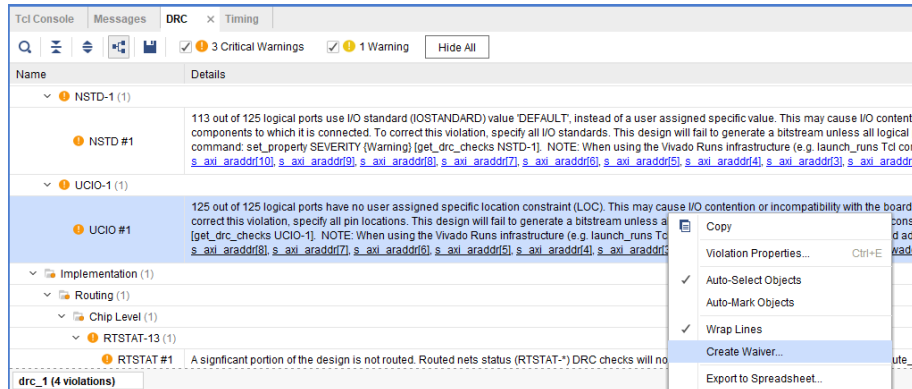 Tcl Console Messages DRC × Timing
3 Critical Warnings 1 Warning Hide All
Name Details
NSTD-1 (1)
NSTD #1
113 out of 125 logical ports use I/O standard (IOSTANDARD) value 'DEFAULT', instead of a user assigned specific value. This may cause I/O content
components to which it is connected. To correct this violation, specify all I/O standards. This design will fail to generate a bitstream unless all logical
command: set_property SEVERITY {Warning} [get_drc_checks NSTD-1]. NOTE: When using the Vivado Runs infrastructure (e.g. launch_runs Tcl cor
s_axi_araddr[10], s_axi_araddr[9], s_axi_araddr[8], s_axi_araddr[7], s_axi_araddr[6], s_axi_araddr[5], s_axi_araddr[4], s_axi_araddr[3], s_axi_araddr
UCIO-1 (1)
UCIO #1
125 out of 125 logical ports have no user assigned specific location constraint (LOC). This may cause I/O contention or incompatibility with the board
correct this violation, specify all pin locations. This design will fail to generate a bitstream unless a cons
[get_drc_checks UCIO-1]. NOTE: When using the Vivado Runs infrastructure (e.g. launch_runs Tc d ad
s_axi_araddr[8], s_axi_araddr[7], s_axi_araddr[6], s_axi_araddr[5], s_axi_araddr[4], s_axi_araddr[3 wad
Copy
Violation Properties... Ctrl+E
Auto-Select Objects
Auto-Mark Objects
Wrap Lines
Create Waiver...
Export to Spreadsheet...
Implementation (1)
Routing (1)
Chip Level (1)
RTSTAT-13 (1)
RTSTAT #1 A signficant portion of the design is not routed. Routed nets status (RTSTAT-*) DRC checks will no ute_
drc_1 (4 violations)